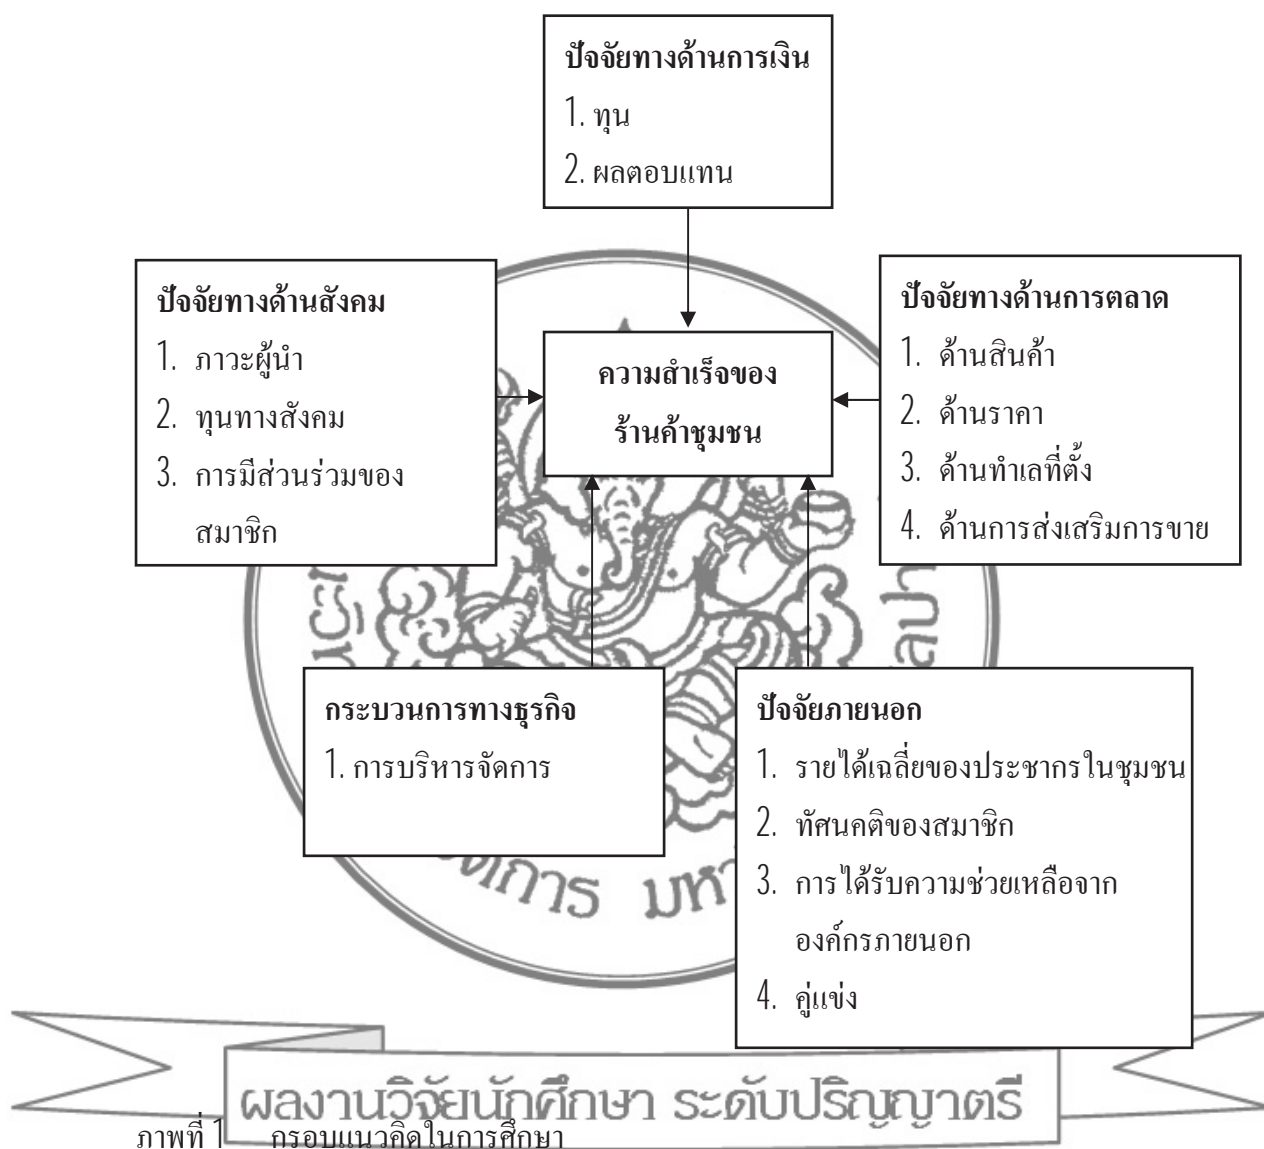 ปัจจัยทางด้านการเงิน
1. ทุน
2. ผลตอบแทน
ปัจจัยทางด้านสังคม
1. ภาวะผู้นำ
2. ทุนทางสังคม
3. การมีส่วนร่วมของ
สมาชิก
ความสำเร็จของ
ร้านค้าชุมชน
ปัจจัยทางด้านการตลาด
1. ด้านสินค้า
2. ด้านราคา
3. ด้านทำเลที่ตั้ง
4. ด้านการส่งเสริมการขาย
กระบวนการทางธุรกิจ
1. การบริหารจัดการ
ปัจจัยภายนอก
1. รายได้เฉลี่ยของประชากรในชุมชน
2. ทัศนคติของสมาชิก
3. การได้รับความช่วยเหลือจาก
องค์กรภายนอก
4. คู่แข่ง
ผลงานวิจัยนักศึกษา ระดับปริญญาตรี
ภาพที่ 1 กรอบแนวคิดในการศึกษา